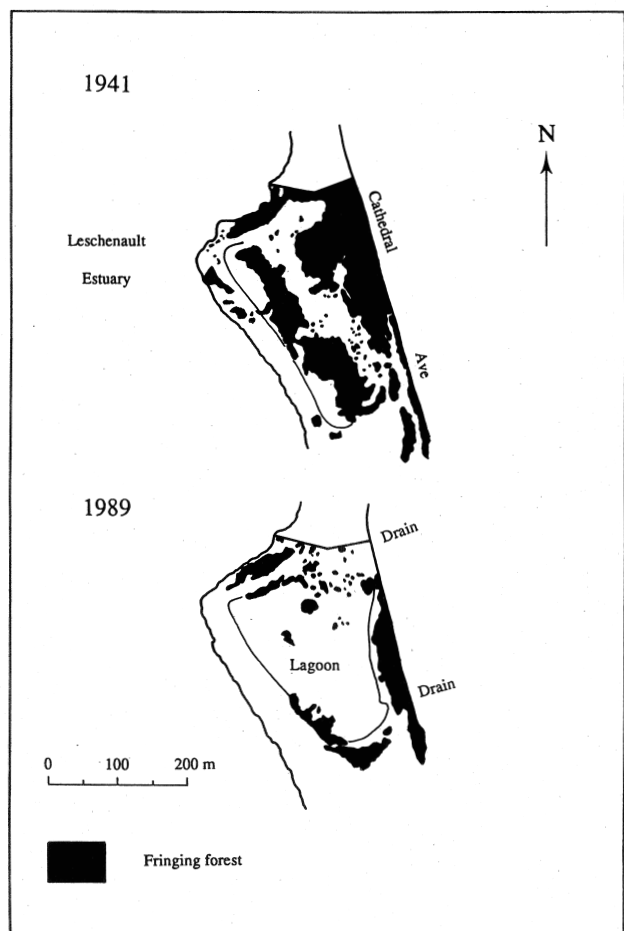 1941
N
Cathedral
Ave
Leschenault
Estuary
1989
Drain
Lagoon
Drain
0 100 200 m
Fringing forest